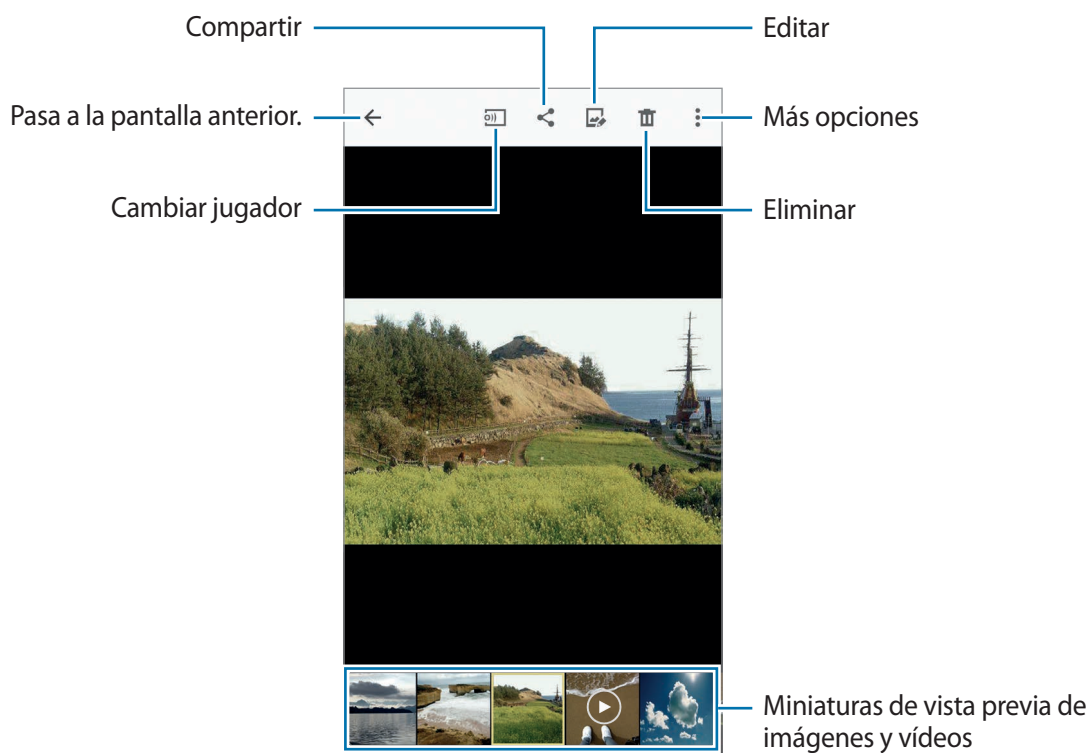 Compartir
Editar
Pasa a la pantalla anterior.
Más opciones
Cambiar jugador
Eliminar
Miniaturas de vista previa de
imágenes y vídeos